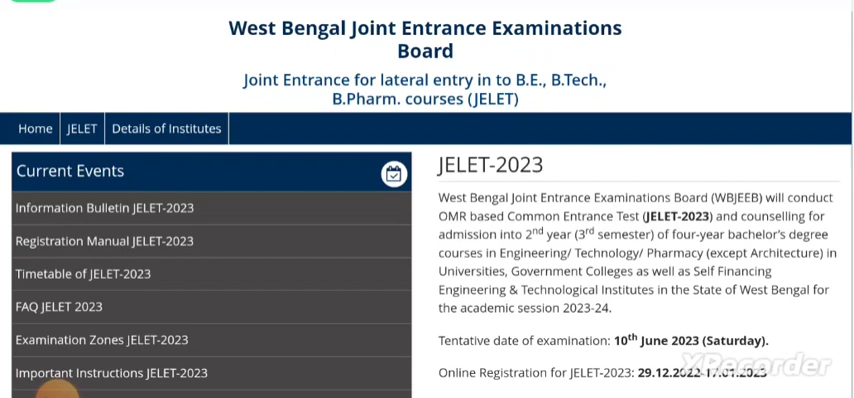 West Bengal Joint Entrance Examinations
Board
Joint Entrance for lateral entry in to B.E., B.Tech.,
B.Pharm. courses (JELET)
Home
JELET
Details of Institutes
Current Events
Information Bulletin JELET-2023
Registration Manual JELET-2023
Timetable of JELET-2023
FAQ JELET 2023
Examination Zones JELET-2023
Important Instructions JELET-2023
JELET-2023
West Bengal Joint Entrance Examinations Board (WBJEEB) will conduct
OMR based Common Entrance Test (JELET-2023) and counselling for
admission into 2nd year (3rd semester) of four-year bachelor's degree
courses in Engineering/ Technology/ Pharmacy (except Architecture) in
Universities, Government Colleges as well as Self Financing
Engineering & Technological Institutes in the State of West Bengal for
the academic session 2023-24.
Tentative date of examination: 10th June 2023 (Saturday).
Online Registration for JELET-2023: 29.12.2022-17.01.2023
XRecorder